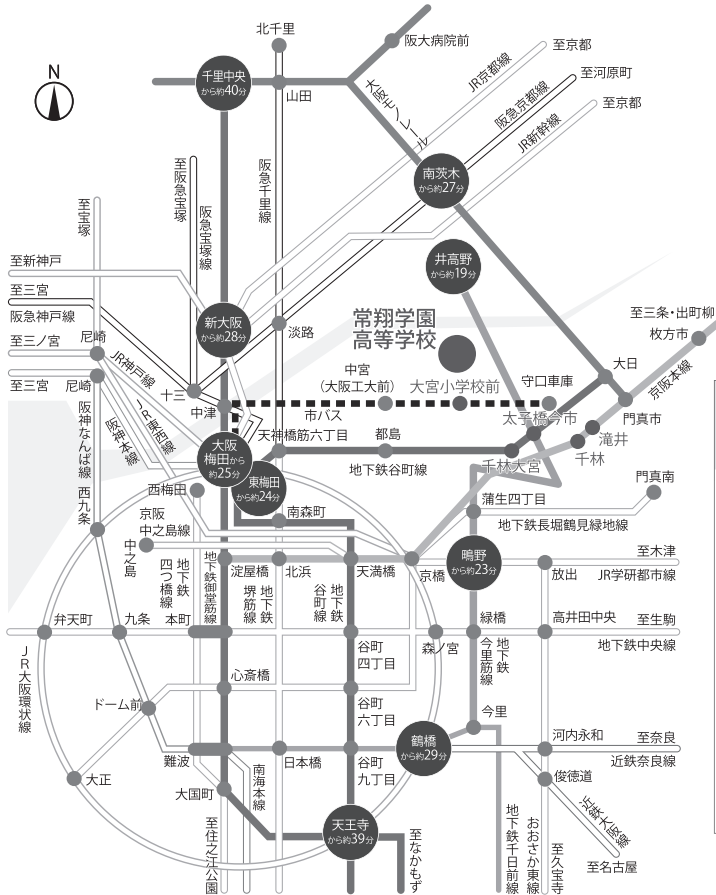 北千里
阪大病院前
至京都
N
千里中央
から約40分
山田
大阪モノレール
JR京都線
至河原町
阪急京都線
至京都
JR新幹線
至阪急宝塚
阪急宝塚線
阪急千里線
南茨木
から約27分
至宝塚
至新神戸
井高野
から約19分
至三宮
阪急神戸線
新大阪
から約28分
淡路
常翔学園
高等学校
至三条・出町柳
枚方市
至三ノ宮
尼崎
JR神戸線
至三宮
尼崎
十三
中津
中宮
(大阪工大前)
大宮小学校前
守口車庫
大日
京阪本線
市バス
太子橋今市
門真市
阪神なんば線
阪神本線
JR東西線
大阪
梅田から
約25分
天神橋筋六丁目
都島
地下鉄谷町線
千林大宮
千林
滝井
東梅田
から約24分
西梅田
門真南
西九条
京阪
中之島線
南森町
蒲生四丁目
地下鉄長堀鶴見緑地線
中之島
地下鉄
四つ橋線
地下鉄御堂筋線
淀屋橋
北浜
地下鉄
堺筋線
地下鉄
谷町線
天満橋
京橋
鴫野
から約23分
放出
至木津
JR学研都市線
弁天町
九条
本町
谷町
四丁目
森ノ宮
緑橋
地下鉄
今里筋線
高井田中央
至生駒
地下鉄中央線
JR大阪環状線
心斎橋
谷町
六丁目
ドーム前
今里
難波
日本橋
谷町
九丁目
鶴橋
から約29分
河内永和
至奈良
近鉄奈良線
大正
大国町
南海本線
俊徳道
近鉄大阪線
天王寺
から約39分
至住之江公園
至なかもず
地下鉄千日前線
おおさか東線
至久宝寺
至名古屋